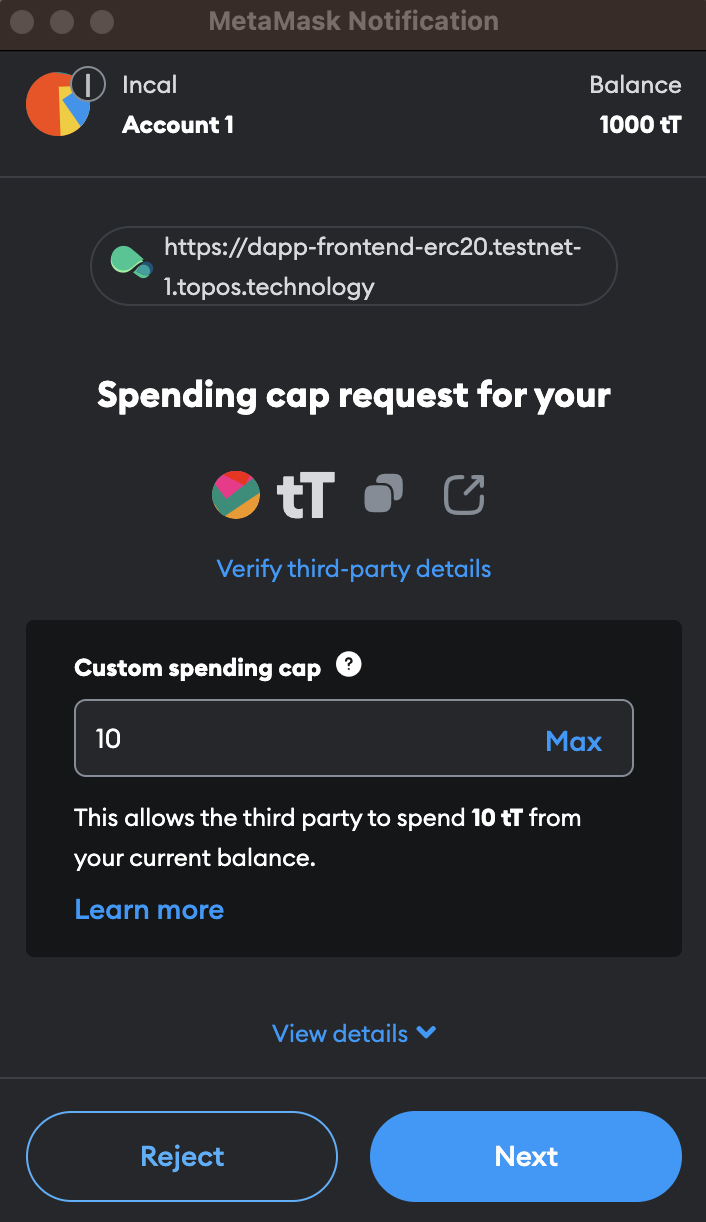 MetaMask Notification
Incal
Account 1
Balance
1000 tT
https://dapp-frontend-erc20.testnet-
1.topos.technology
Spending cap request for your
tT
Verify third-party details
Custom spending cap ?
10
Max
This allows the third party to spend 10 tT from
your current balance.
Learn more
View details
Reject
Next